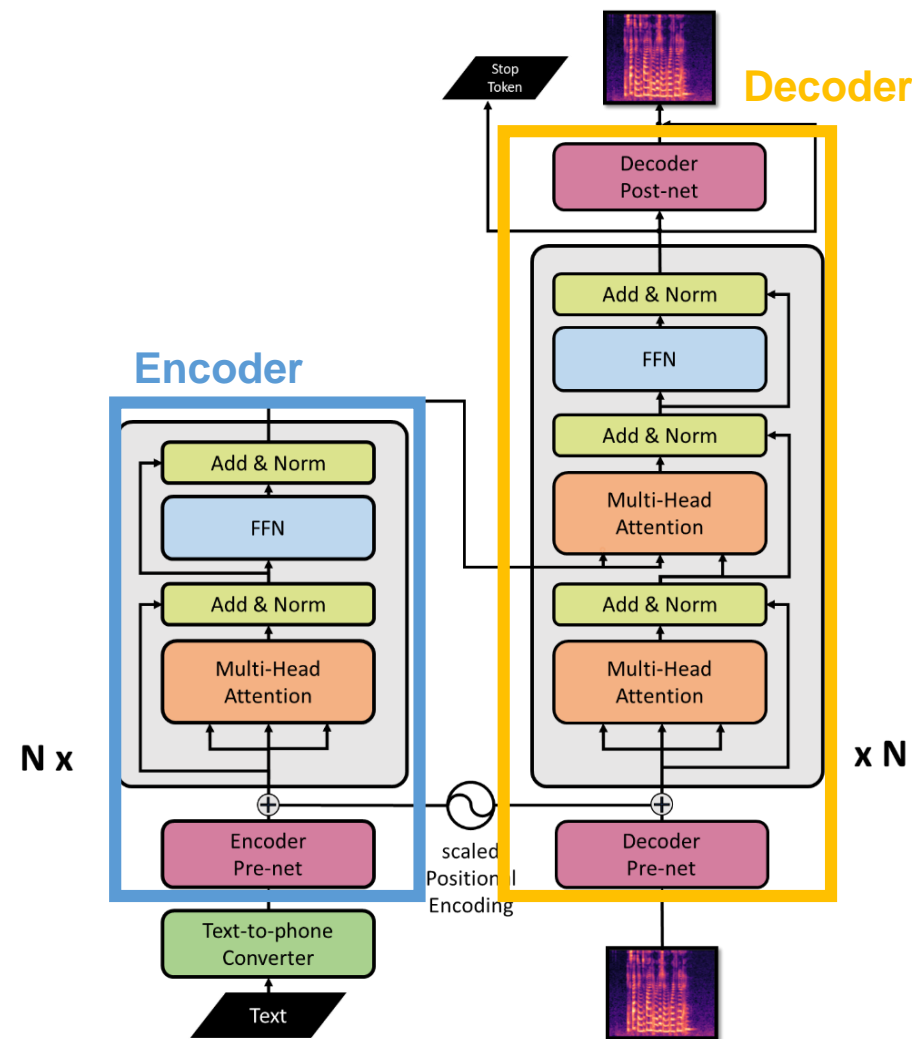 Stop
Token
Decoder
Decoder
Post-net
Add & Norm
FFN
Add & Norm
Multi-Head
Attention
Add & Norm
Multi-Head
Attention
x N
Decoder
Pre-net
Encoder
Add & Norm
FFN
Add & Norm
Multi-Head
Attention
N x
Encoder
Pre-net
scaled
Positional
Encoding
Text-to-phone
Converter
Text